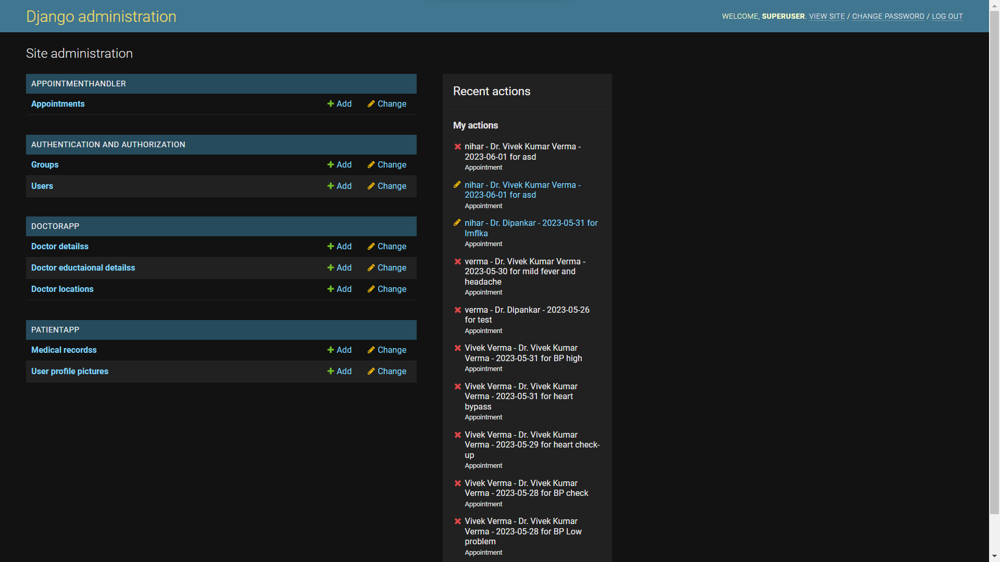 Django administration
WELCOME, SUPERUSER. VIEW SITE / CHANGE PASSWORD / LOG OUT
Site administration
APPOINTMENTHANDLER
Appointments Add Change
AUTHENTICATION AND AUTHORIZATION
Groups Add Change
Users Add Change
DOCTORAPP
Doctor detailss Add Change
Doctor eductaional detailss Add Change
Doctor locations Add Change
PATIENTAPP
Medical recordss Add Change
User profile pictures Add Change
Recent actions
My actions
nihar - Dr. Vivek Kumar Verma -
2023-06-01 for asd
Appointment
nihar - Dr. Vivek Kumar Verma -
2023-06-01 for asd
Appointment
nihar - Dr. Dipankar - 2023-05-31 for
lmflka
Appointment
verma - Dr. Vivek Kumar Verma -
2023-05-30 for mild fever and
headache
Appointment
verma - Dr. Dipankar - 2023-05-26
for test
Appointment
Vivek Verma - Dr. Vivek Kumar
Verma - 2023-05-31 for BP high
Appointment
Vivek Verma - Dr. Vivek Kumar
Verma - 2023-05-31 for heart
bypass
Appointment
Vivek Verma - Dr. Vivek Kumar
Verma - 2023-05-29 for heart check-
up
Appointment
Vivek Verma - Dr. Vivek Kumar
Verma - 2023-05-28 for BP check
Appointment
Vivek Verma - Dr. Vivek Kumar
Verma - 2023-05-28 for BP Low
problem
Appointment